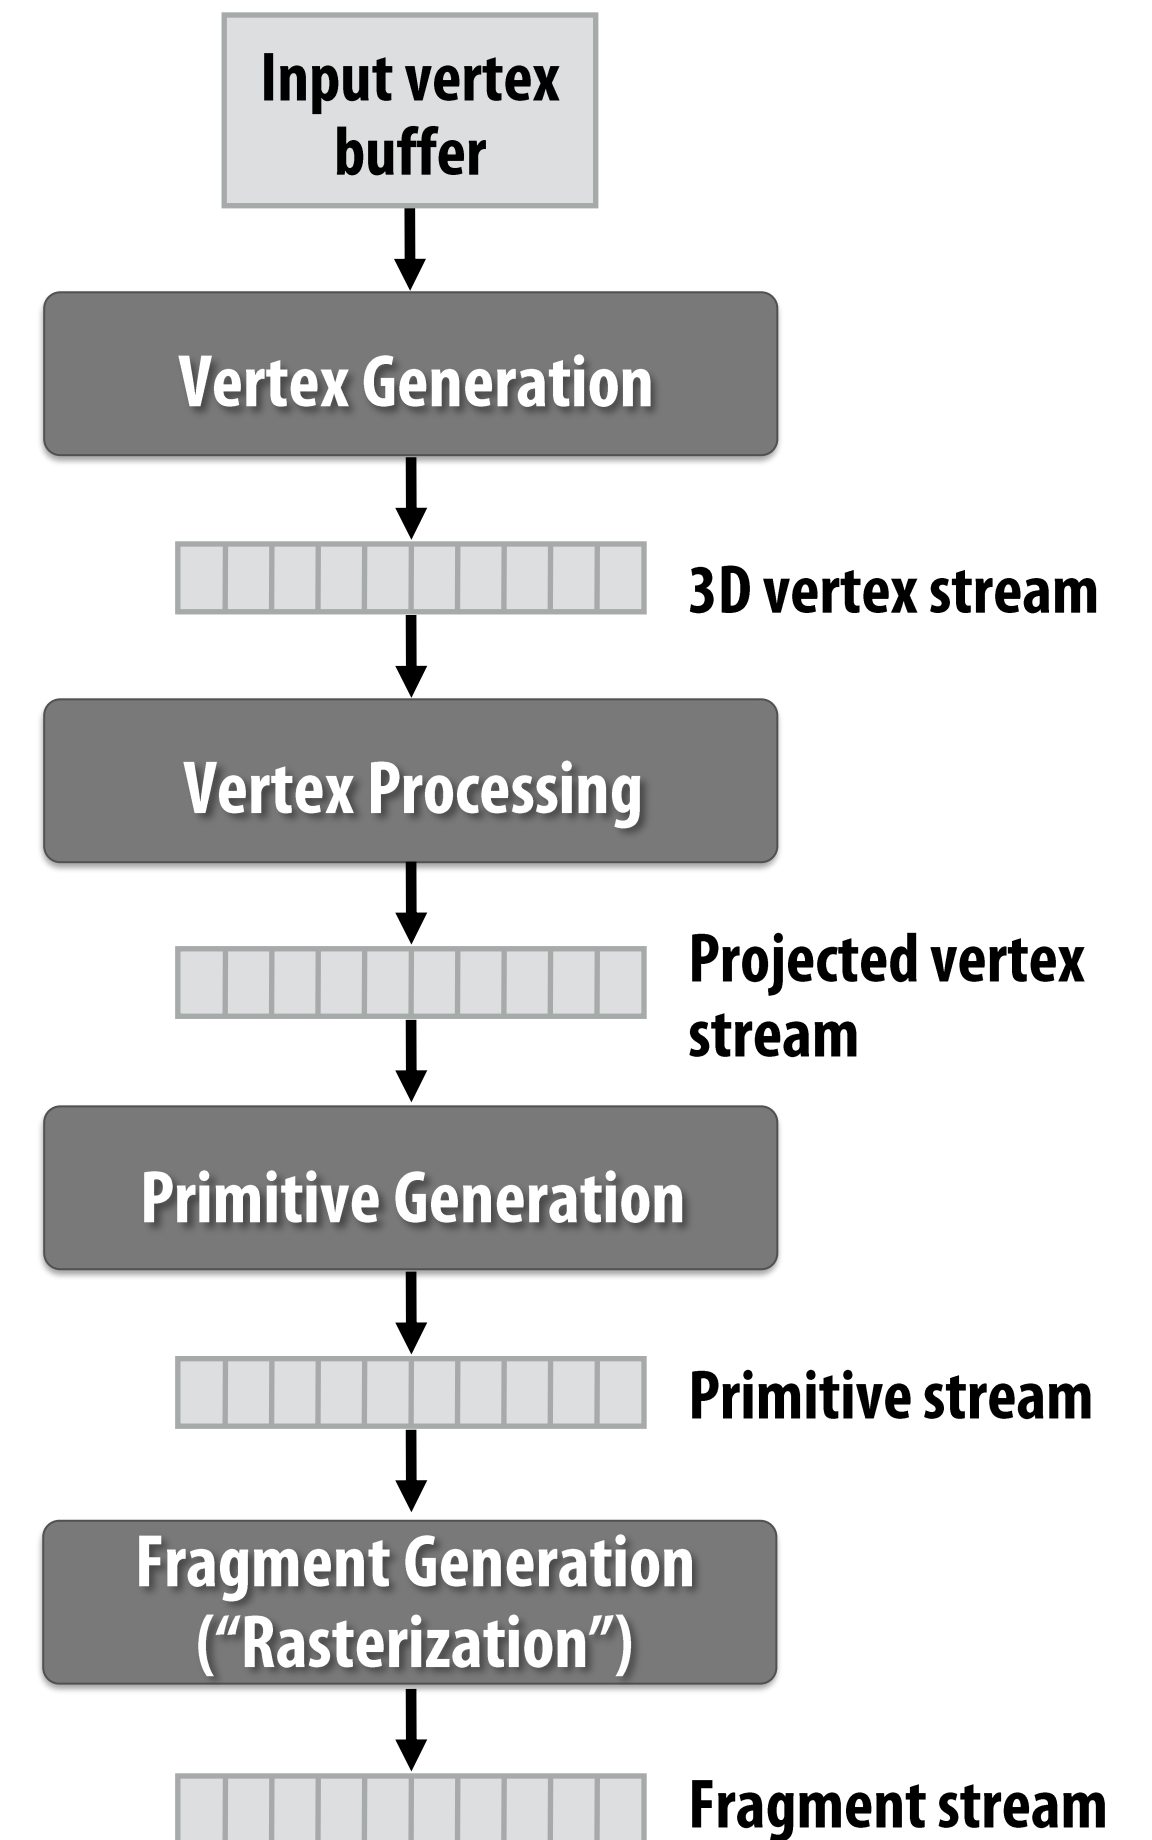 Input vertex
buffer
Vertex Generation
3D vertex stream
Vertex Processing
Projected vertex
stream
Primitive Generation
Primitive stream
Fragment Generation
(“Rasterization”)
Fragment stream